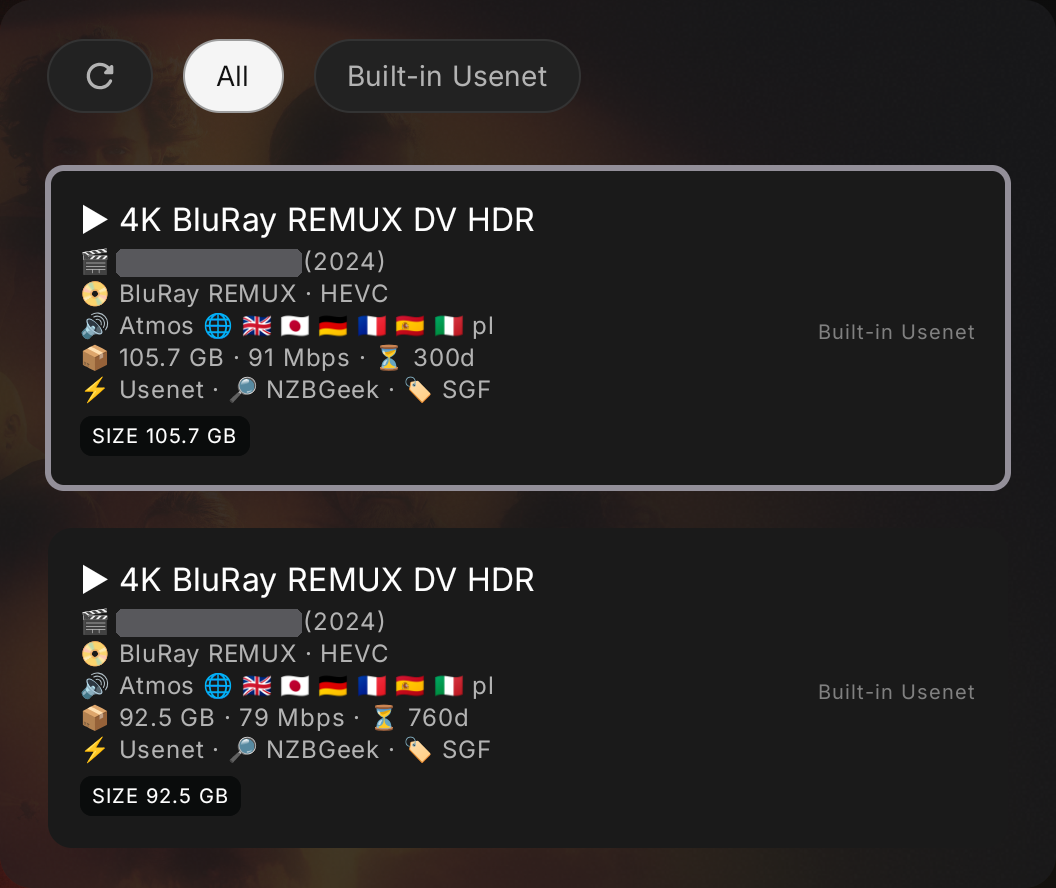 All
Built-in Usenet
▶ 4K BluRay REMUX DV HDR
🎬 (2024)
📀 BluRay REMUX · HEVC
🔊 Atmos 🌐 🇬🇧 🇯🇵 🇩🇪 🇫🇷 🇪🇸 🇮🇹 pl
📦 105.7 GB · 91 Mbps · ⏳ 300d
⚡ Usenet · 🔎 NZBGeek · 🏷️ SGF
SIZE 105.7 GB
Built-in Usenet
▶ 4K BluRay REMUX DV HDR
🎬 (2024)
📀 BluRay REMUX · HEVC
🔊 Atmos 🌐 🇬🇧 🇯🇵 🇩🇪 🇫🇷 🇪🇸 🇮🇹 pl
📦 92.5 GB · 79 Mbps · ⏳ 760d
⚡ Usenet · 🔎 NZBGeek · 🏷️ SGF
SIZE 92.5 GB
Built-in Usenet